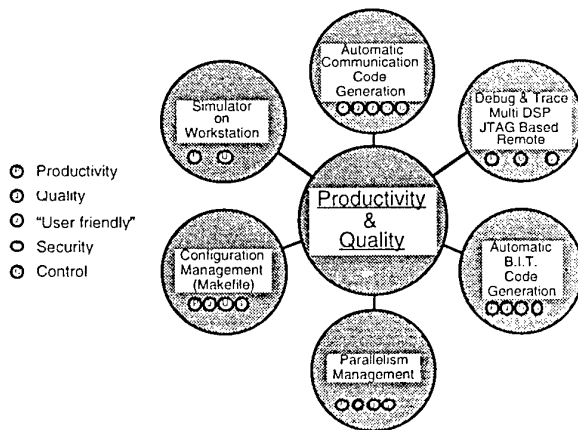 Automatic
Communication
Code
Generation
Simulator
on
Workstation
Debug & Trace
Multi DSP
JTAG Based
Remote
Productivity
Quality
"User friendly"
Security
Control
Productivity
&
Quality
Configuration
Management
(Makefile)
Automatic
B.I.T.
Code
Generation
Parallelism
Management